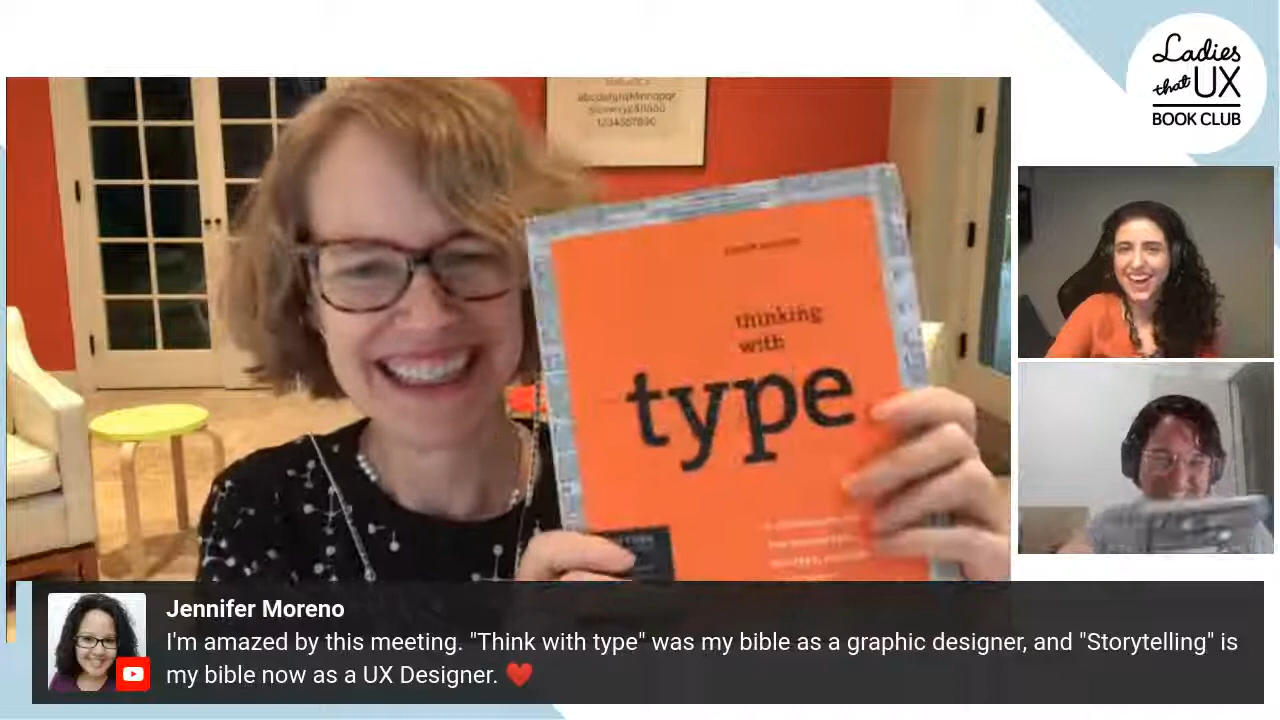 Ladies
that UX
BOOK CLUB
1234567890
thinking
with
type
Jennifer Moreno
I'm amazed by this meeting. "Think with type" was my bible as a graphic designer, and "Storytelling" is
my bible now as a UX Designer. ❤️